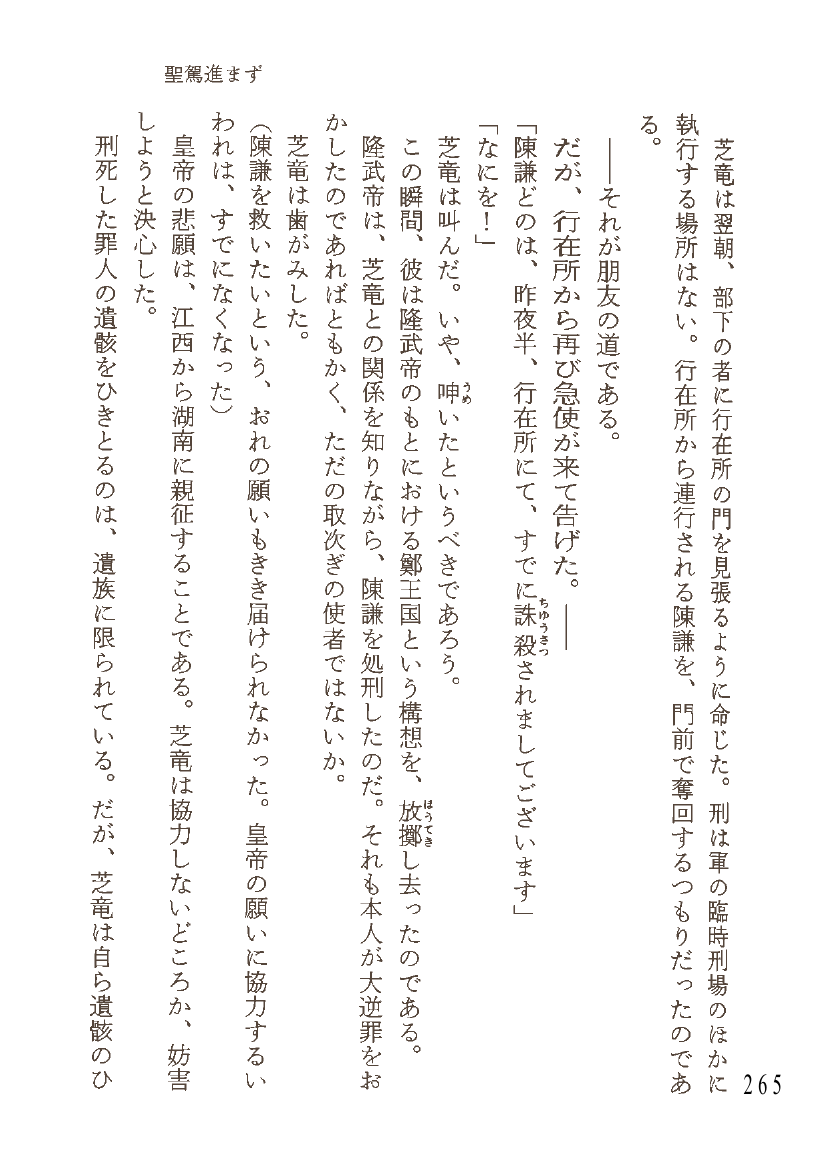 聖駕進まず
芝竜は翌朝、部下の者に行在所の門を見張るように命じた。刑は軍の臨時刑場のほかに
執行する場所はない。行在所から連行される陳謙を、門前で奪回するつもりだったのであ
る。
――それが朋友の道である。
だが、行在所から再び急使が来て告げた。――
「陳謙どのは、昨夜半、行在所にて、すでに誅殺されましてございます」
「なにを!」
芝竜は叫んだ。いや、呻いたというべきであろう。
この瞬間、彼は隆武帝のもとにおける鄭王国という構想を、放擲し去ったのである。
隆武帝は、芝竜との関係を知りながら、陳謙を処刑したのだ。それも本人が大逆罪をお
かしたのであればともかく、ただの取次ぎの使者ではないか。
芝竜は歯がみした。
(陳謙を救いたいという、おれの願いもきき届けられなかった。皇帝の願いに協力するい
われは、すでになくなった)
皇帝の悲願は、江西から湖南に親征することである。芝竜は協力しないどころか、妨害
しようと決心した。
刑死した罪人の遺骸をひきとるのは、遺族に限られている。だが、芝竜は自ら遺骸のひ
265